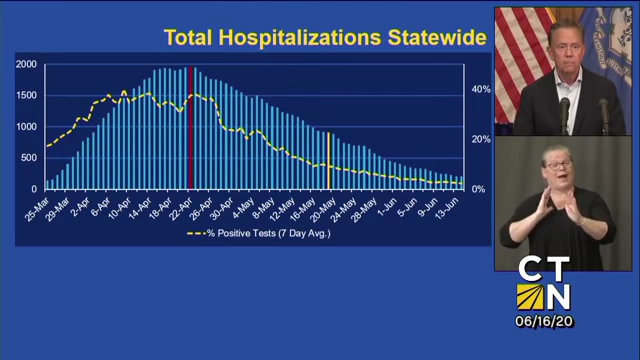 Total Hospitalizations Statewide
2000
1500
1000
500
0
40%
20%
0%
25-Mar
29-Mar
2-Apr
6-Apr
10-Apr
14-Apr
18-Apr
22-Apr
26-Apr
30-Apr
4-May
8-May
12-May
16-May
20-May
24-May
28-May
1-Jun
5-Jun
9-Jun
13-Jun
% Positive Tests (7 Day Avg.)
CT
N
06/16/20